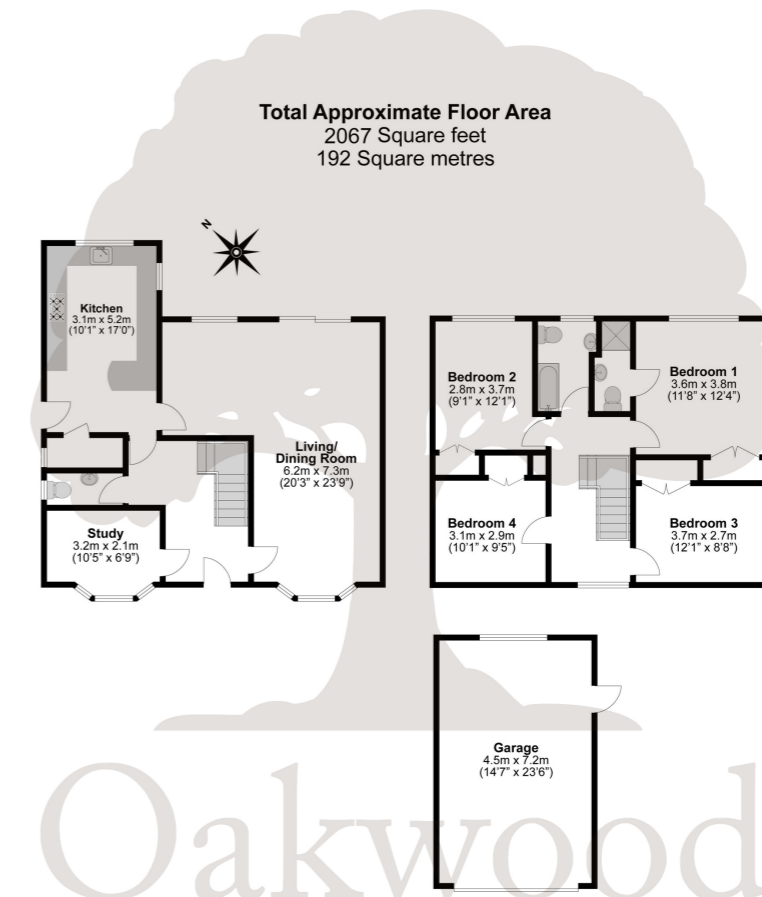 Total Approximate Floor Area
2067 Square feet
192 Square metres
N
Kitchen
3.1m x 5.2m
(10'1" x 17'0")
Living/
Dining Room
6.2m x 7.3m
(20'3" x 23'9")
Study
3.2m x 2.1m
(10'5" x 6'9")
Bedroom 2
2.8m x 3.7m
(9'1" x 12'1")
Bedroom 1
3.6m x 3.8m
(11'8" x 12'4")
Bedroom 4
3.1m x 2.9m
(10'1" x 9'5")
Bedroom 3
3.7m x 2.7m
(12'1" x 8'8")
Garage
4.5m x 7.2m
(14'7" x 23'6")
Oakwood